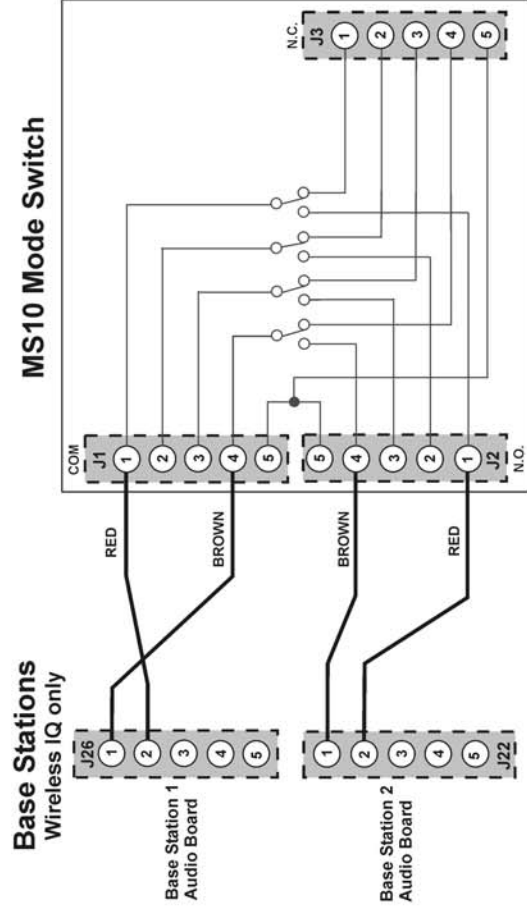 MS10 Mode Switch
Base Stations
Wireless IQ only
J26
1
2
3
4
5
Base Station 1
Audio Board
1
2
3
4
5
J22
Base Station 2
Audio Board
RED
BROWN
BROWN
RED
COM
J1
1
2
3
4
5
5
4
3
2
1
J2
N.O.
N.C.
J3
1
2
3
4
5